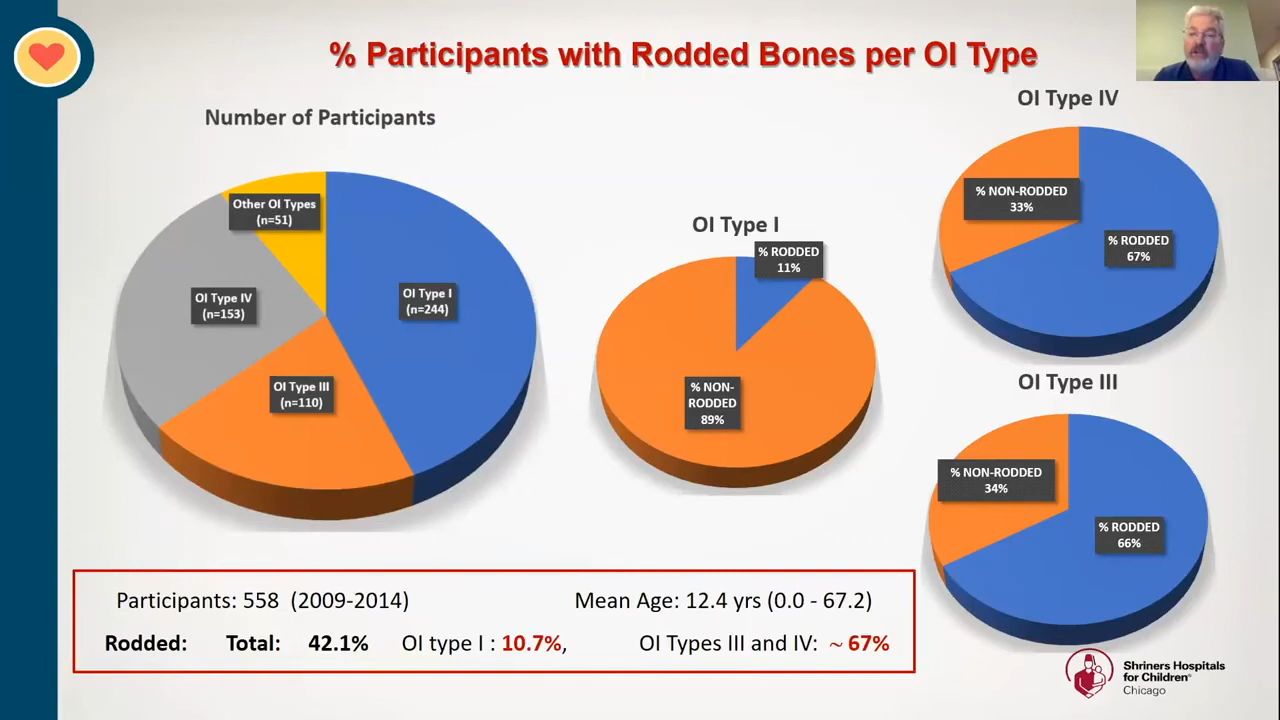 % Participants with Rodded Bones per OI Type
Number of Participants
Other OI Types
(n=51)
OI Type IV
(n=153)
OI Type I
(n=244)
OI Type III
(n=110)
OI Type I
% RODDED
11%
% NON-
RODDED
89%
OI Type IV
% NON-RODDED
33%
% RODDED
67%
OI Type III
% NON-RODDED
34%
% RODDED
66%
Participants: 558 (2009-2014) Mean Age: 12.4 yrs (0.0 - 67.2)
Rodded: Total: 42.1% OI type I : 10.7%, OI Types III and IV: ~ 67%
Shriners Hospitals
for Children®
Chicago